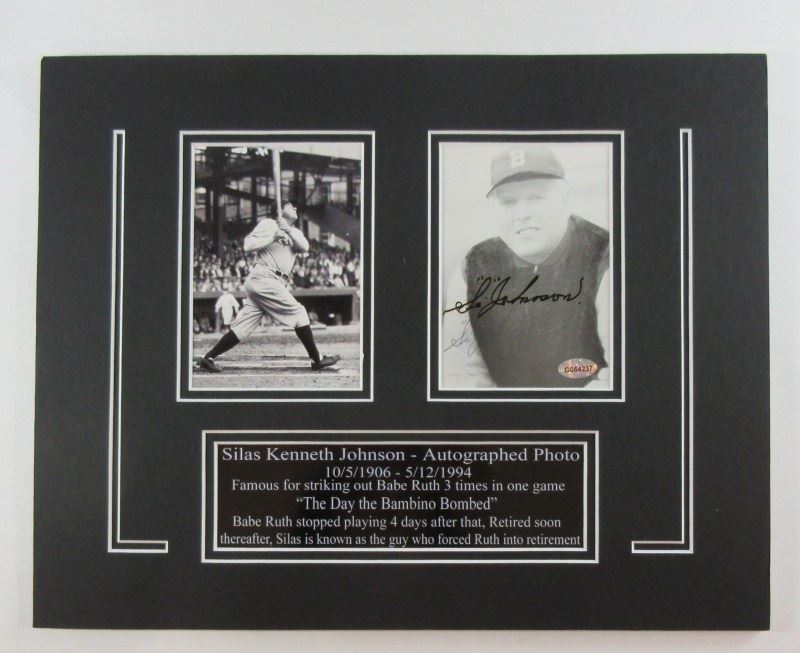 B
"Si" Johnson
"Si
G064237
Silas Kenneth Johnson - Autographed Photo
10/5/1906 - 5/12/1994
Famous for striking out Babe Ruth 3 times in one game
“The Day the Bambino Bombed”
Babe Ruth stopped playing 4 days after that, Retired soon
thereafter, Silas is known as the guy who forced Ruth into retirement